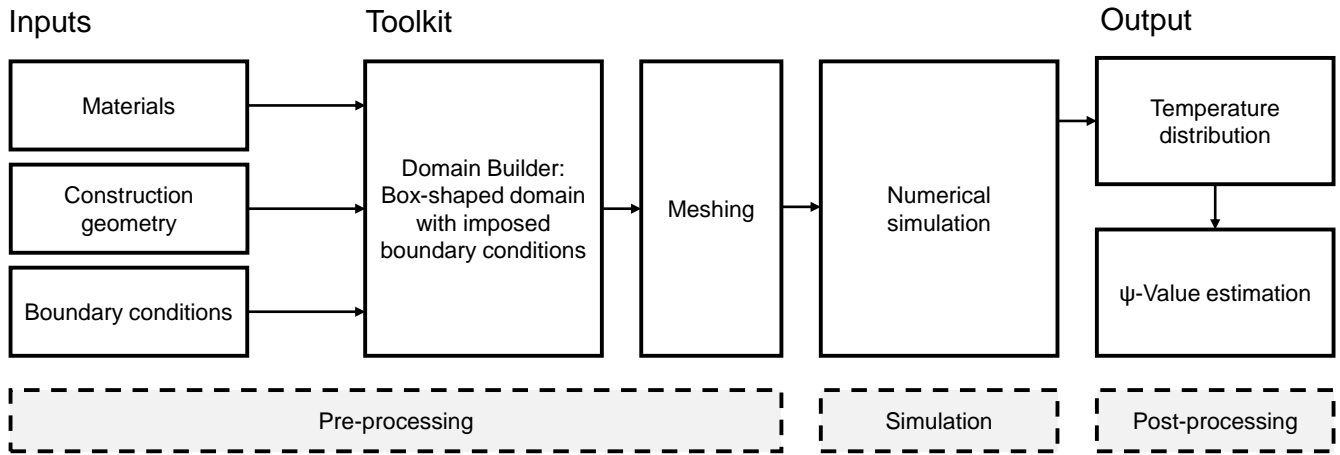 Inputs
Toolkit
Output
Materials
Construction
geometry
Boundary conditions
Domain Builder:
Box-shaped domain
with imposed
boundary conditions
Meshing
Numerical
simulation
Temperature
distribution
ψ-Value estimation
Pre-processing
Simulation
Post-processing